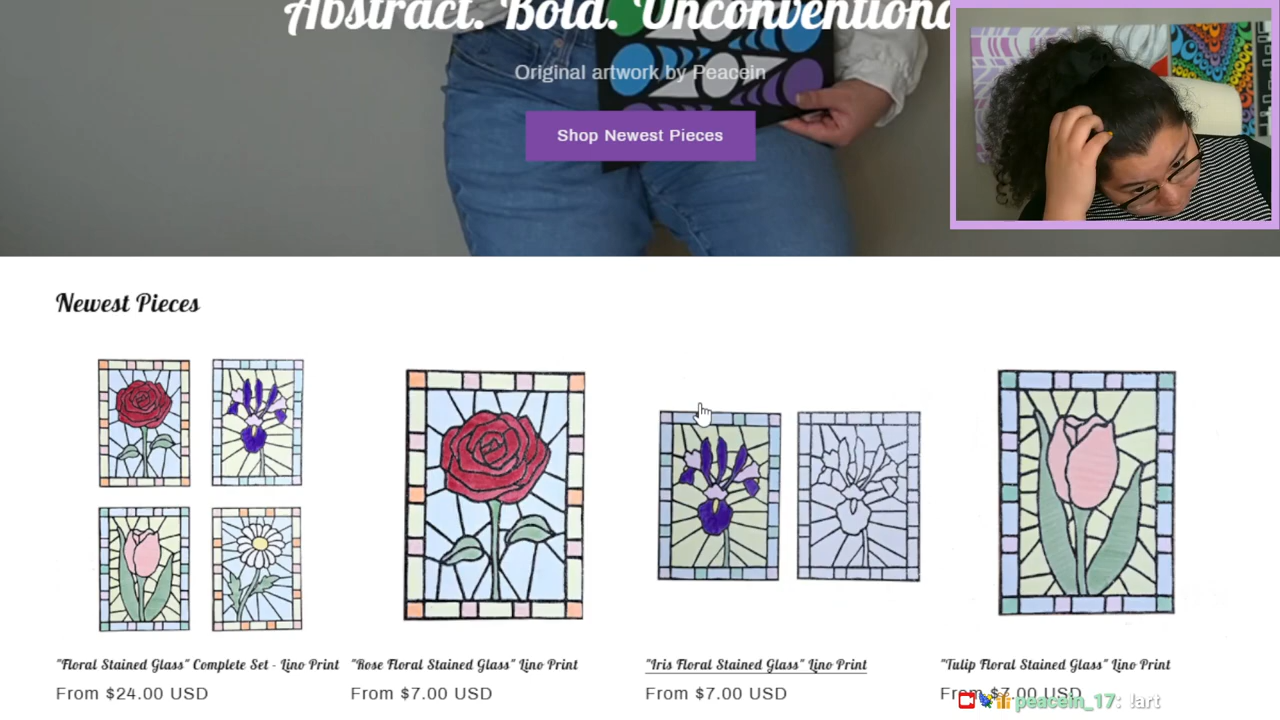 Abstract. Bold. Unconventional
Original artwork by Peacein
Shop Newest Pieces
Newest Pieces
"Floral Stained Glass" Complete Set - Lino Print
From $24.00 USD
"Rose Floral Stained Glass" Lino Print
From $7.00 USD
"Iris Floral Stained Glass" Lino Print
From $7.00 USD
"Tulip Floral Stained Glass" Lino Print
From $7.00 USD
peacein_17: !art